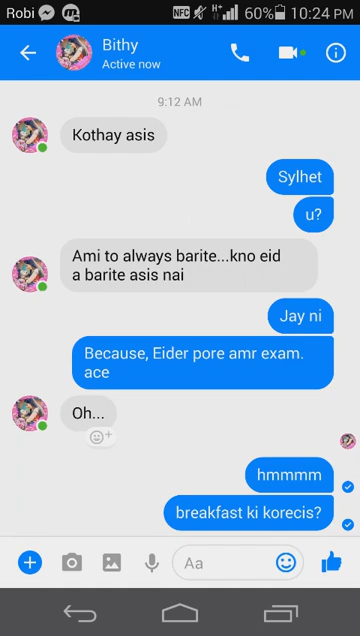 Robi
NFC
H+
60%
10:24 PM
Bithy
Active now
9:12 AM
Kothay asis
Sylhet
u?
Ami to always barite...kno eid
a barite asis nai
Jay ni
Because, Eider pore amr exam.
ace
Oh...
hmmmm
breakfast ki korecis?
Aa